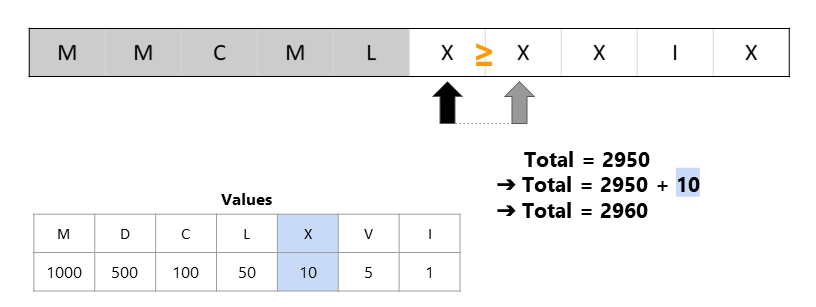 M M C M L X ≥ X X I X
Total = 2950
➔ Total = 2950 + 10
➔ Total = 2960
Values
M D C L X V I
1000 500 100 50 10 5 1